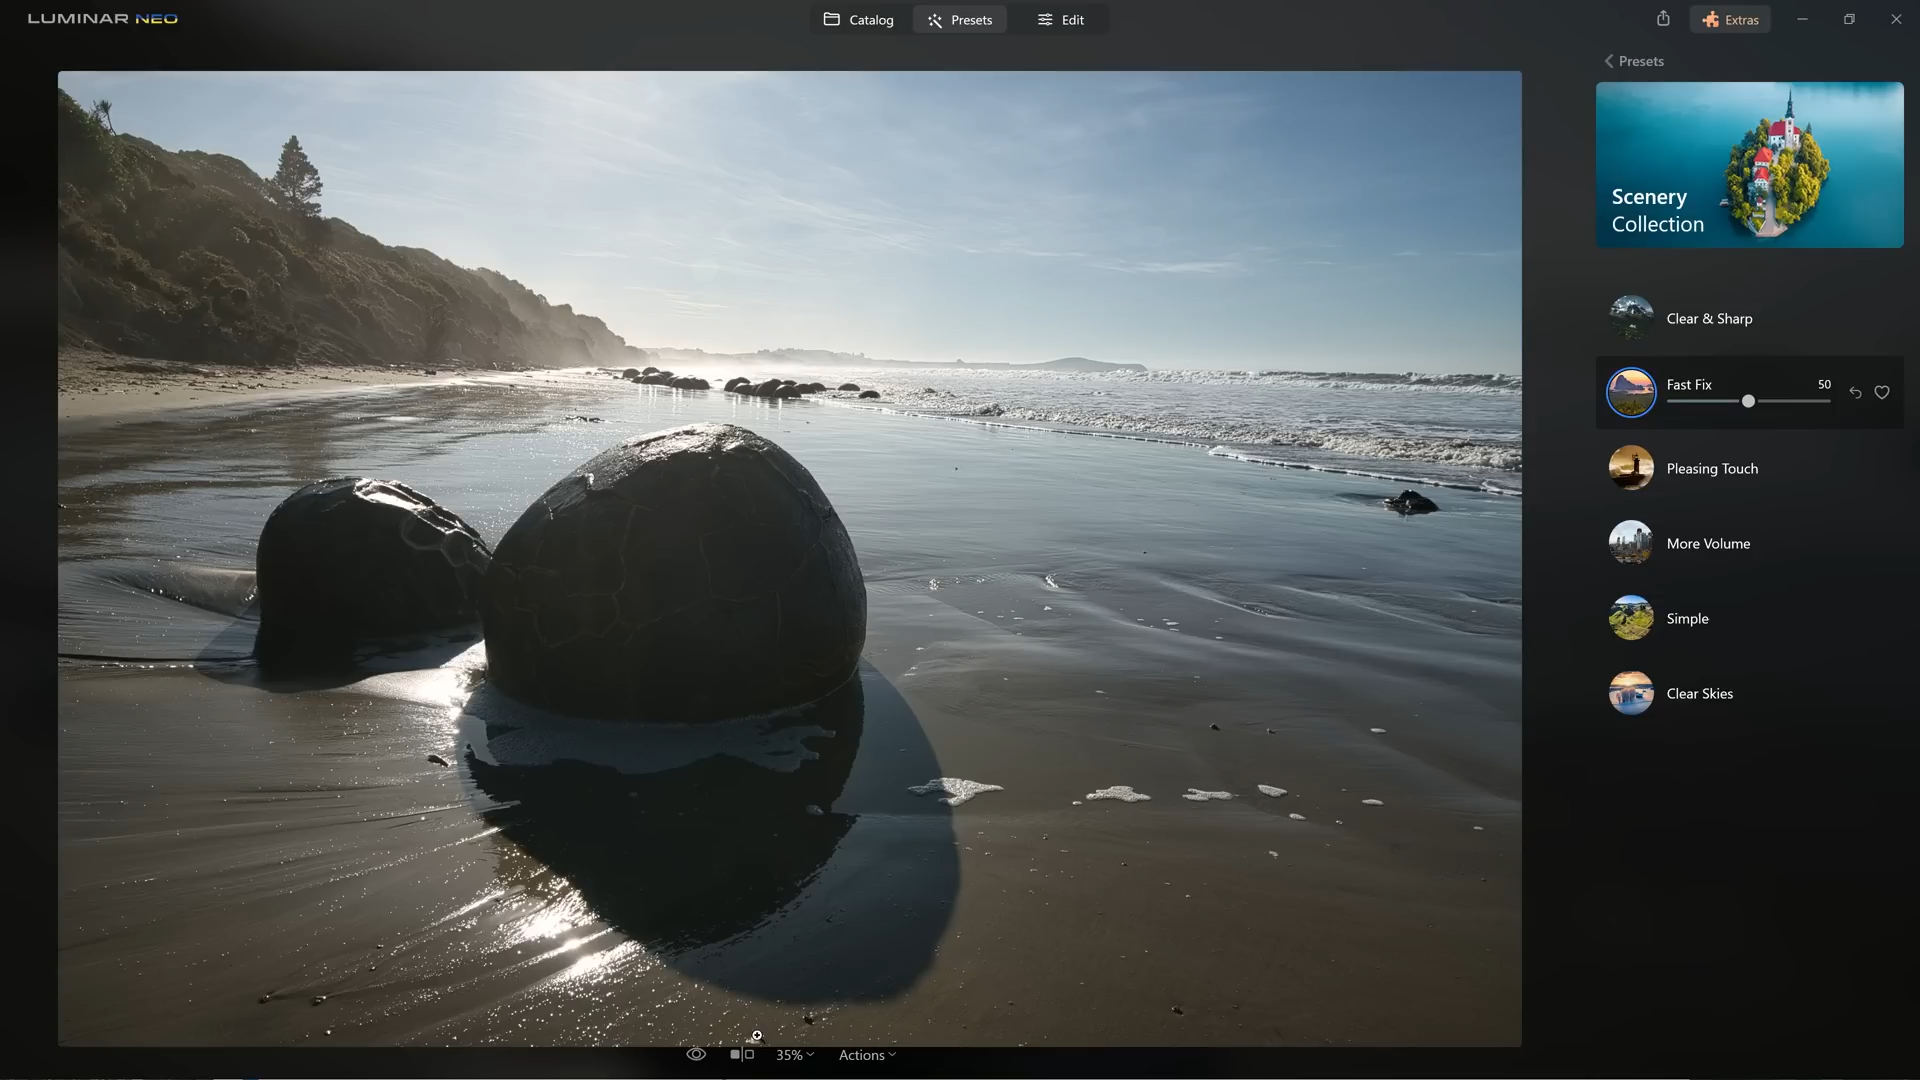 LUMINAR NEO
Catalog
Presets
Edit
Extras
Presets
Scenery
Collection
Clear & Sharp
Fast Fix
50
Pleasing Touch
More Volume
Simple
Clear Skies
35%
Actions